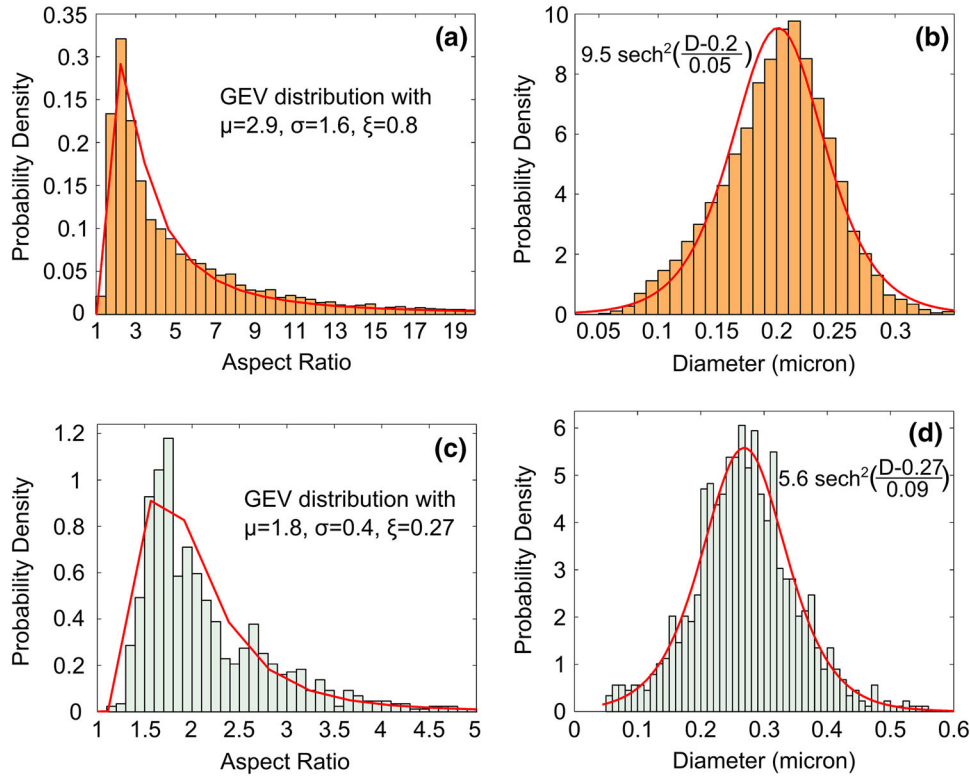 (a)
0.35
0.3
0.15
0.2
0.15
0.05
0
1 3 5 7 9 11 13 15 17 19
Probability Density
Aspect Ratio
GEV distribution with
μ=2.9, σ=1.6, ξ=0.8
(b)
10
8
6
4
2
0
0.05 0.1 0.15 0.2 0.25 0.3
Probability Density
Diameter (micron)
9.5 sech²(D-0.2/0.05)
(c)
1.2
1
0.8
0.6
0.4
0.2
0
1 1.5 2 2.5 3 3.5 4 4.5 5
Probability Density
Aspect Ratio
GEV distribution with
μ=1.8, σ=0.4, ξ=0.27
(d)
6
5
4
3
2
1
0
0 0.1 0.2 0.3 0.4 0.5 0.6
Probability Density
Diameter (micron)
5.6 sech²(D-0.27/0.09)